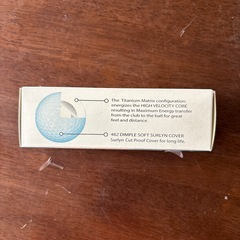 The Titanium Matrix configuration
energizes the HIGH VELOCITY CORE
resulting in Maximum Energy transfer
from the club to the ball for great
feel and distance.
462 DIMPLE SOFT SURLYN COVER
Surlyn Cut Proof Cover for long life.